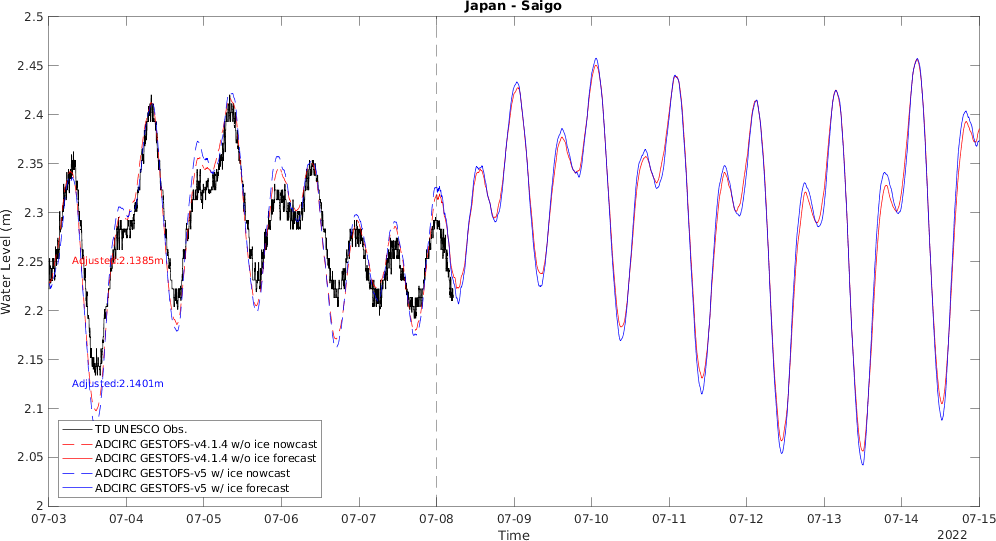 Japan - Saigo
2.5
2.45
2.4
2.35
2.3
2.25
2.2
2.15
2.1
2.05
2
Water Level (m)
Adjusted:2.1385m
Adjusted:2.1401m
TD UNESCO Obs.
ADCIRC GESTOFS-v4.1.4 w/o ice nowcast
ADCIRC GESTOFS-v4.1.4 w/o ice forecast
ADCIRC GESTOFS-v5 w/ ice nowcast
ADCIRC GESTOFS-v5 w/ ice forecast
07-03 07-04 07-05 07-06 07-07 07-08 07-09 07-10 07-11 07-12 07-13 07-14 07-15
Time
2022